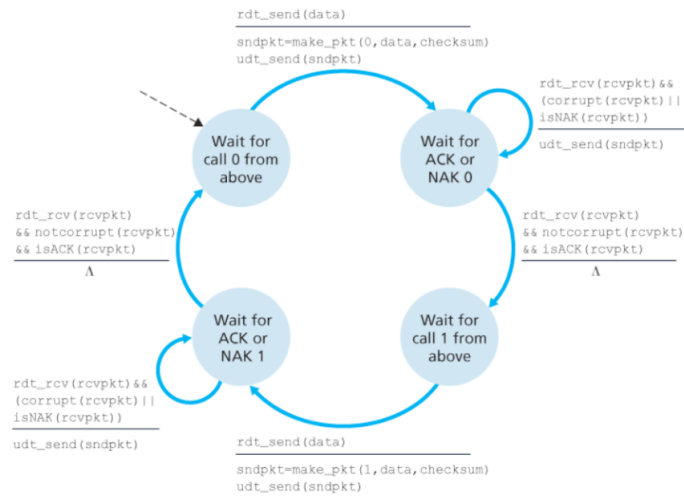 rdt_send(data)
sndpkt=make_pkt(0,data,checksum)
udt_send(sndpkt)
Wait for
call 0 from
above
Wait for
ACK or
NAK 0
rdt_rcv(rcvpkt)&&
(corrupt(rcvpkt)||
isNAK(rcvpkt))
udt_send(sndpkt)
rdt_rcv(rcvpkt)
&& notcorrupt(rcvpkt)
&& isACK(rcvpkt)
Λ
rdt_rcv(rcvpkt)
&& notcorrupt(rcvpkt)
&& isACK(rcvpkt)
Λ
Wait for
ACK or
NAK 1
Wait for
call 1 from
above
rdt_rcv(rcvpkt)&&
(corrupt(rcvpkt)||
isNAK(rcvpkt))
udt_send(sndpkt)
rdt_send(data)
sndpkt=make_pkt(1,data,checksum)
udt_send(sndpkt)